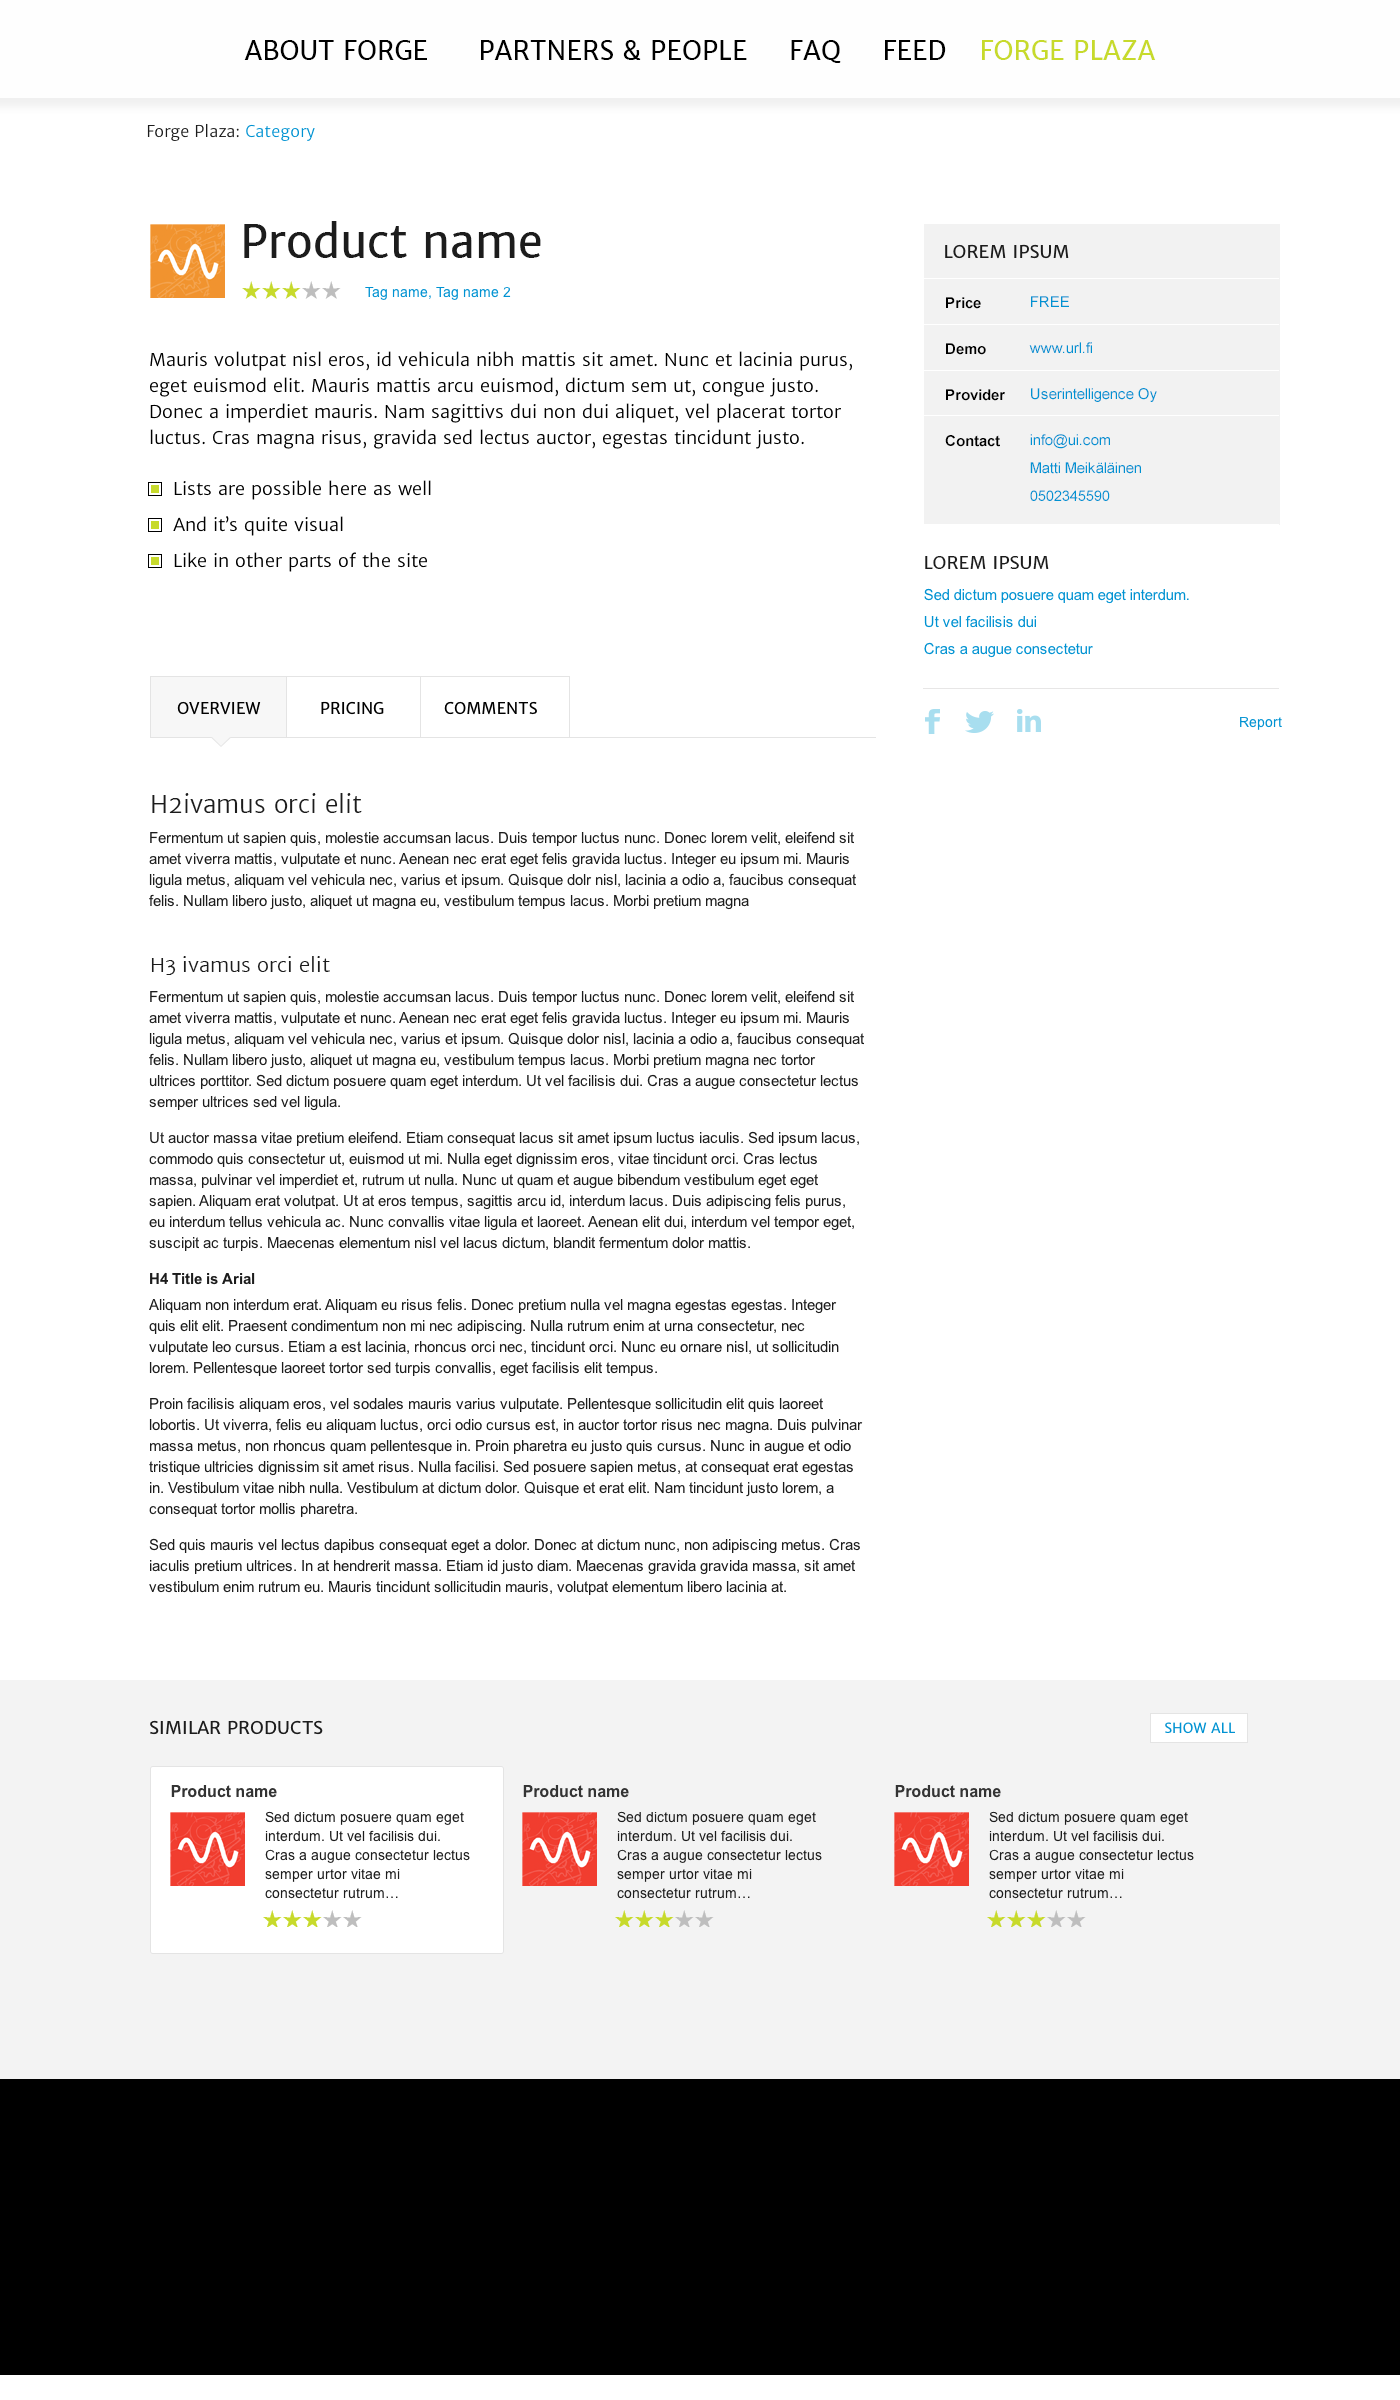 ABOUT FORGE PARTNERS & PEOPLE FAQ FEED FORGE PLAZA
Forge Plaza: Category
Product name
Tag name, Tag name 2
Mauris volutpat nisl eros, id vehicula nibh mattis sit amet. Nunc et lacinia purus,
eget euismod elit. Mauris mattis arcu euismod, dictum sem ut, congue justo.
Donec a imperdiet mauris. Nam sagittivs dui non dui aliquet, vel placerat tortor
luctus. Cras magna risus, gravida sed lectus auctor, egestas tincidunt justo.
Lists are possible here as well
And it’s quite visual
Like in other parts of the site
LOREM IPSUM
Price FREE
Demo www.url.fi
Provider Userintelligence Oy
Contact info@ui.com
Matti Meikäläinen
0502345590
LOREM IPSUM
Sed dictum posuere quam eget interdum.
Ut vel facilisis dui
Cras a augue consectetur
Report
OVERVIEW PRICING COMMENTS
H2ivamus orci elit
Fermentum ut sapien quis, molestie accumsan lacus. Duis tempor luctus nunc. Donec lorem velit, eleifend sit
amet viverra mattis, vulputate et nunc. Aenean nec erat eget felis gravida luctus. Integer eu ipsum mi. Mauris
ligula metus, aliquam vel vehicula nec, varius et ipsum. Quisque dolr nisl, lacinia a odio a, faucibus consequat
felis. Nullam libero justo, aliquet ut magna eu, vestibulum tempus lacus. Morbi pretium magna
H3 ivamus orci elit
Fermentum ut sapien quis, molestie accumsan lacus. Duis tempor luctus nunc. Donec lorem velit, eleifend sit
amet viverra mattis, vulputate et nunc. Aenean nec erat eget felis gravida luctus. Integer eu ipsum mi. Mauris
ligula metus, aliquam vel vehicula nec, varius et ipsum. Quisque dolor nisl, lacinia a odio a, faucibus consequat
felis. Nullam libero justo, aliquet ut magna eu, vestibulum tempus lacus. Morbi pretium magna nec tortor
ultrices porttitor. Sed dictum posuere quam eget interdum. Ut vel facilisis dui. Cras a augue consectetur lectus
semper ultrices sed vel ligula.
Ut auctor massa vitae pretium eleifend. Etiam consequat lacus sit amet ipsum luctus iaculis. Sed ipsum lacus,
commodo quis consectetur ut, euismod ut mi. Nulla eget dignissim eros, vitae tincidunt orci. Cras lectus
massa, pulvinar vel imperdiet et, rutrum ut nulla. Nunc ut quam et augue bibendum vestibulum eget eget
sapien. Aliquam erat volutpat. Ut at eros tempus, sagittis arcu id, interdum lacus. Duis adipiscing felis purus,
eu interdum tellus vehicula ac. Nunc convallis vitae ligula et laoreet. Aenean elit dui, interdum vel tempor eget,
suscipit ac turpis. Maecenas elementum nisl vel lacus dictum, blandit fermentum dolor mattis.
H4 Title is Arial
Aliquam non interdum erat. Aliquam eu risus felis. Donec pretium nulla vel magna egestas egestas. Integer
quis elit elit. Praesent condimentum non mi nec adipiscing. Nulla rutrum enim at urna consectetur, nec
vulputate leo cursus. Etiam a est lacinia, rhoncus orci nec, tincidunt orci. Nunc eu ornare nisl, ut sollicitudin
lorem. Pellentesque laoreet tortor sed turpis convallis, eget facilisis elit tempus.
Proin facilisis aliquam eros, vel sodales mauris varius vulputate. Pellentesque sollicitudin elit quis laoreet
lobortis. Ut viverra, felis eu aliquam luctus, orci odio cursus est, in auctor tortor risus nec magna. Duis pulvinar
massa metus, non rhoncus quam pellentesque in. Proin pharetra eu justo quis cursus. Nunc in augue et odio
tristique ultricies dignissim sit amet risus. Nulla facilisi. Sed posuere sapien metus, at consequat erat egestas
in. Vestibulum vitae nibh nulla. Vestibulum at dictum dolor. Quisque et erat elit. Nam tincidunt justo lorem, a
consequat tortor mollis pharetra.
Sed quis mauris vel lectus dapibus consequat eget a dolor. Donec at dictum nunc, non adipiscing metus. Cras
iaculis pretium ultrices. In at hendrerit massa. Etiam id justo diam. Maecenas gravida gravida massa, sit amet
vestibulum enim rutrum eu. Mauris tincidunt sollicitudin mauris, volutpat elementum libero lacinia at.
SIMILAR PRODUCTS
SHOW ALL
Product name
Sed dictum posuere quam eget
interdum. Ut vel facilisis dui.
Cras a augue consectetur lectus
semper urtor vitae mi
consectetur rutrum…
Product name
Sed dictum posuere quam eget
interdum. Ut vel facilisis dui.
Cras a augue consectetur lectus
semper urtor vitae mi
consectetur rutrum…
Product name
Sed dictum posuere quam eget
interdum. Ut vel facilisis dui.
Cras a augue consectetur lectus
semper urtor vitae mi
consectetur rutrum…